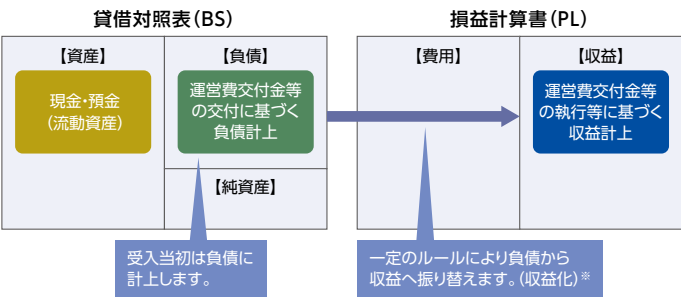 貸借対照表（BS）
損益計算書（PL）
【資産】
【負債】
【費用】
【収益】
現金・預金
（流動資産）
運営費交付金等
の交付に基づく
負債計上
運営費交付金等
の執行等に基づく
収益計上
【純資産】
受入当初は負債に
計上します。
一定のルールにより負債から
収益へ振り替えます。（収益化）※